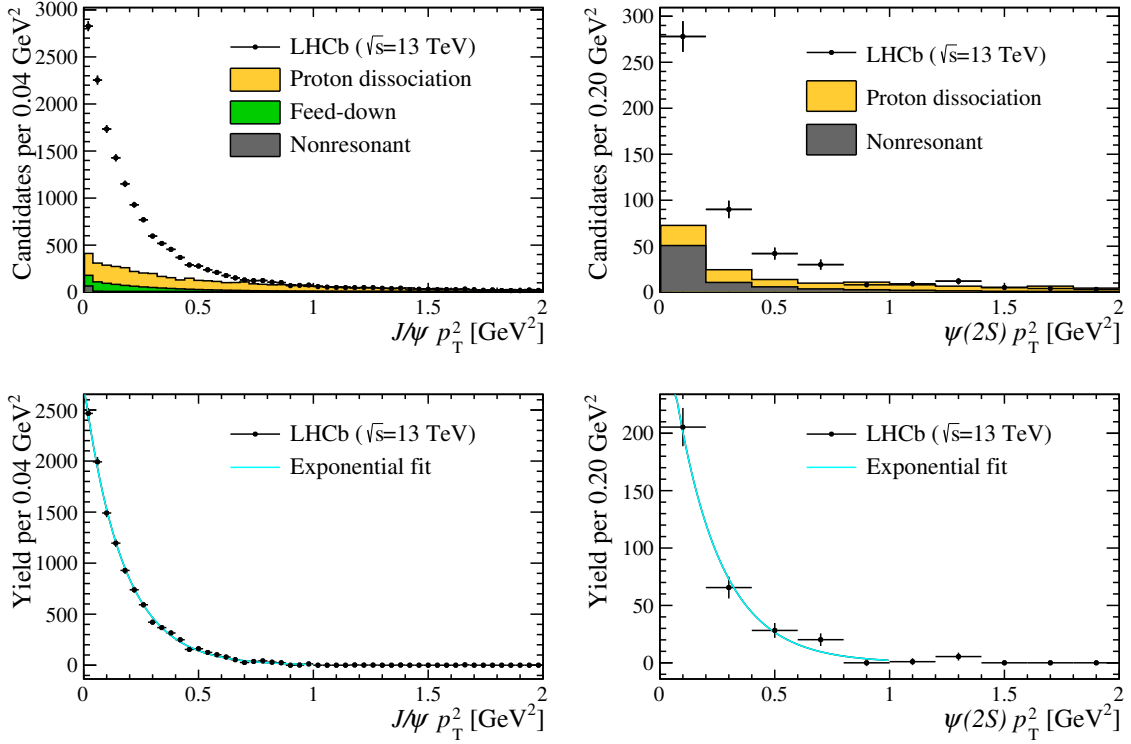 Candidates per 0.04 GeV²
3000
2500
2000
1500
1000
500
0
LHCb (√s=13 TeV)
Proton dissociation
Feed-down
Nonresonant
0 0.5 1 1.5 2
J/ψ p_T² [GeV²]
Candidates per 0.20 GeV²
300
250
200
150
100
50
0
LHCb (√s=13 TeV)
Proton dissociation
Nonresonant
0 0.5 1 1.5 2
ψ(2S) p_T² [GeV²]
Yield per 0.04 GeV²
2500
2000
1500
1000
500
0
LHCb (√s=13 TeV)
Exponential fit
0 0.5 1 1.5 2
J/ψ p_T² [GeV²]
Yield per 0.20 GeV²
200
150
100
50
0
LHCb (√s=13 TeV)
Exponential fit
0 0.5 1 1.5 2
ψ(2S) p_T² [GeV²]